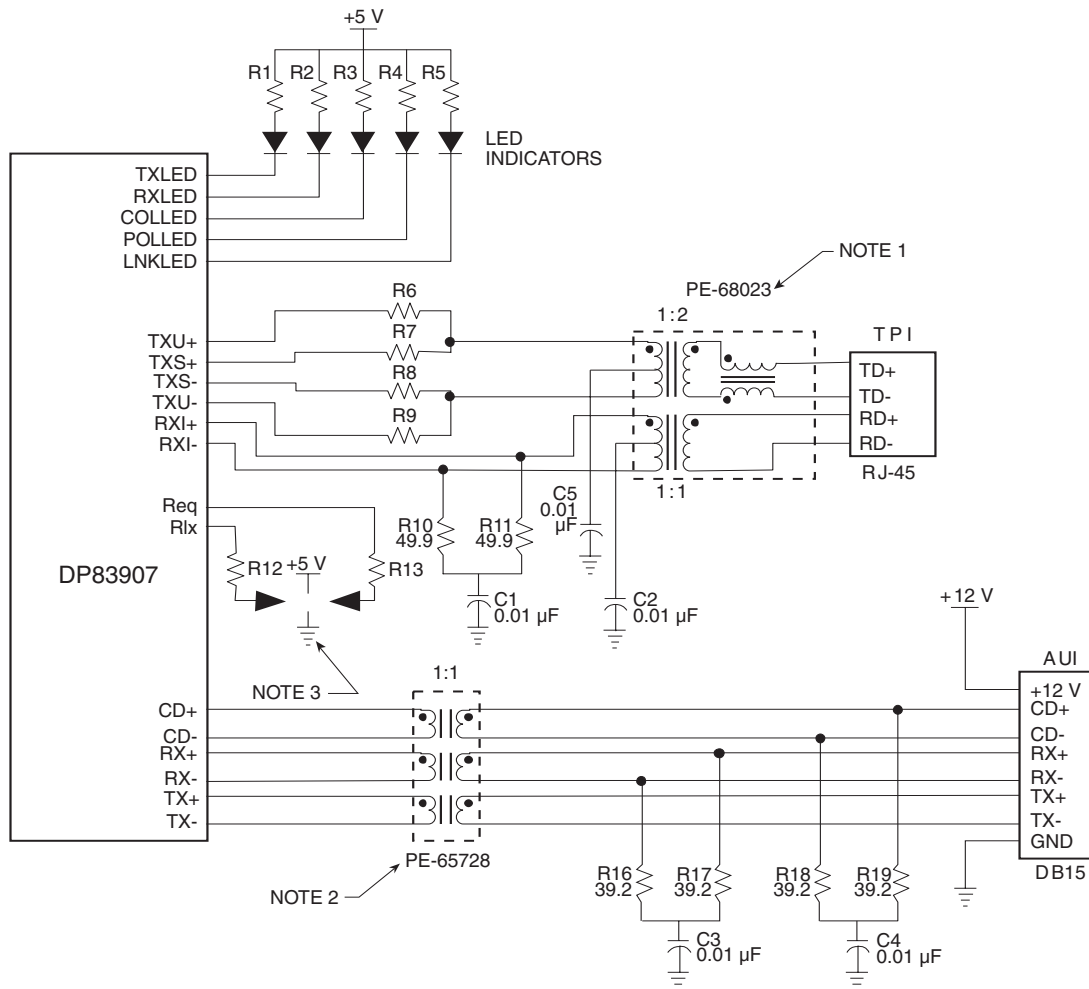 +5 V
R1 R2 R3 R4 R5
LED
INDICATORS
TXLED
RXLED
COLLED
POLLED
LNKLED
NOTE 1
PE-68023
R6
1:2
R7
R8
R9
TXU+
TXS+
TXS-
TXU-
RXI+
RXI-
TPI
TD+
TD-
RD+
RD-
RJ-45
1:1
C5
0.01
µF
R10
49.9
R11
49.9
Req
RIx
R12
+5 V
R13
DP83907
C1
0.01 µF
C2
0.01 µF
NOTE 3
+12 V
1:1
AUI
+12 V
CD+
CD-
RX+
RX-
TX+
TX-
GND
DB15
CD+
CD-
RX+
RX-
TX+
TX-
PE-65728
NOTE 2
R16
39.2
R17
39.2
R18
39.2
R19
39.2
C3
0.01 µF
C4
0.01 µF